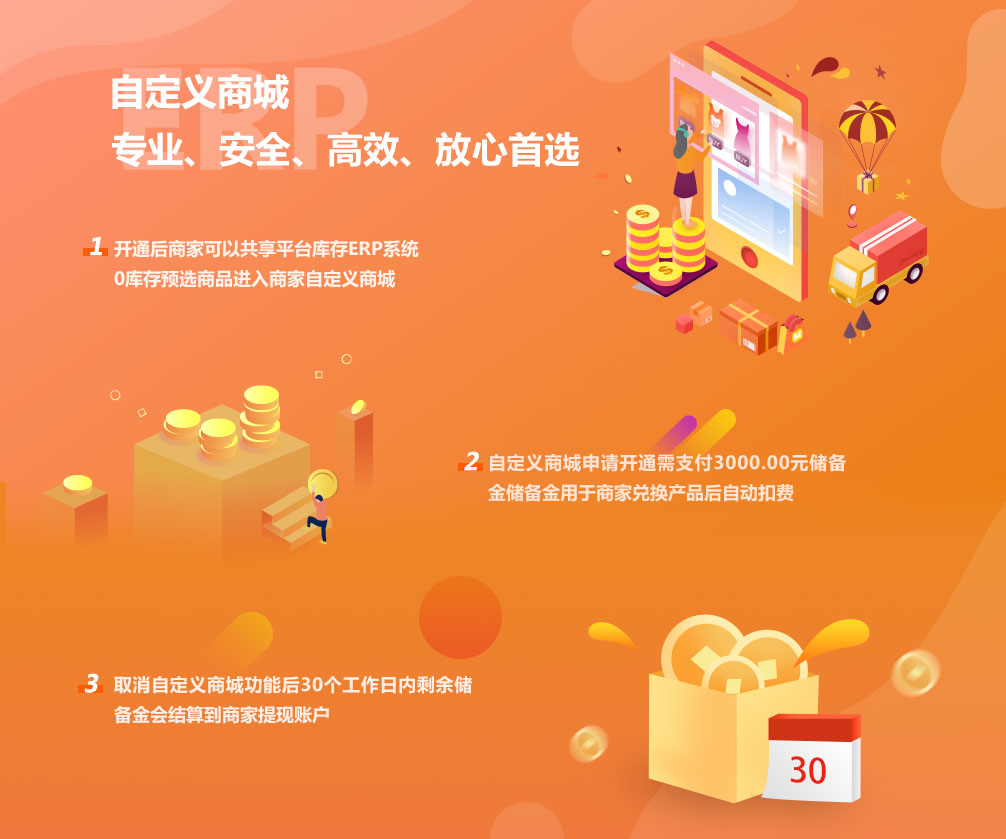 ERP
自定义商城
专业、安全、高效、放心首选
1 开通后商家可以共享平台库存ERP系统
0库存预选商品进入商家自定义商城
BUY
BUY
2 自定义商城申请开通需支付3000.00元储备
金储备金用于商家兑换产品后自动扣费
3 取消自定义商城功能后30个工作日内剩余储
备金会结算到商家提现账户
30